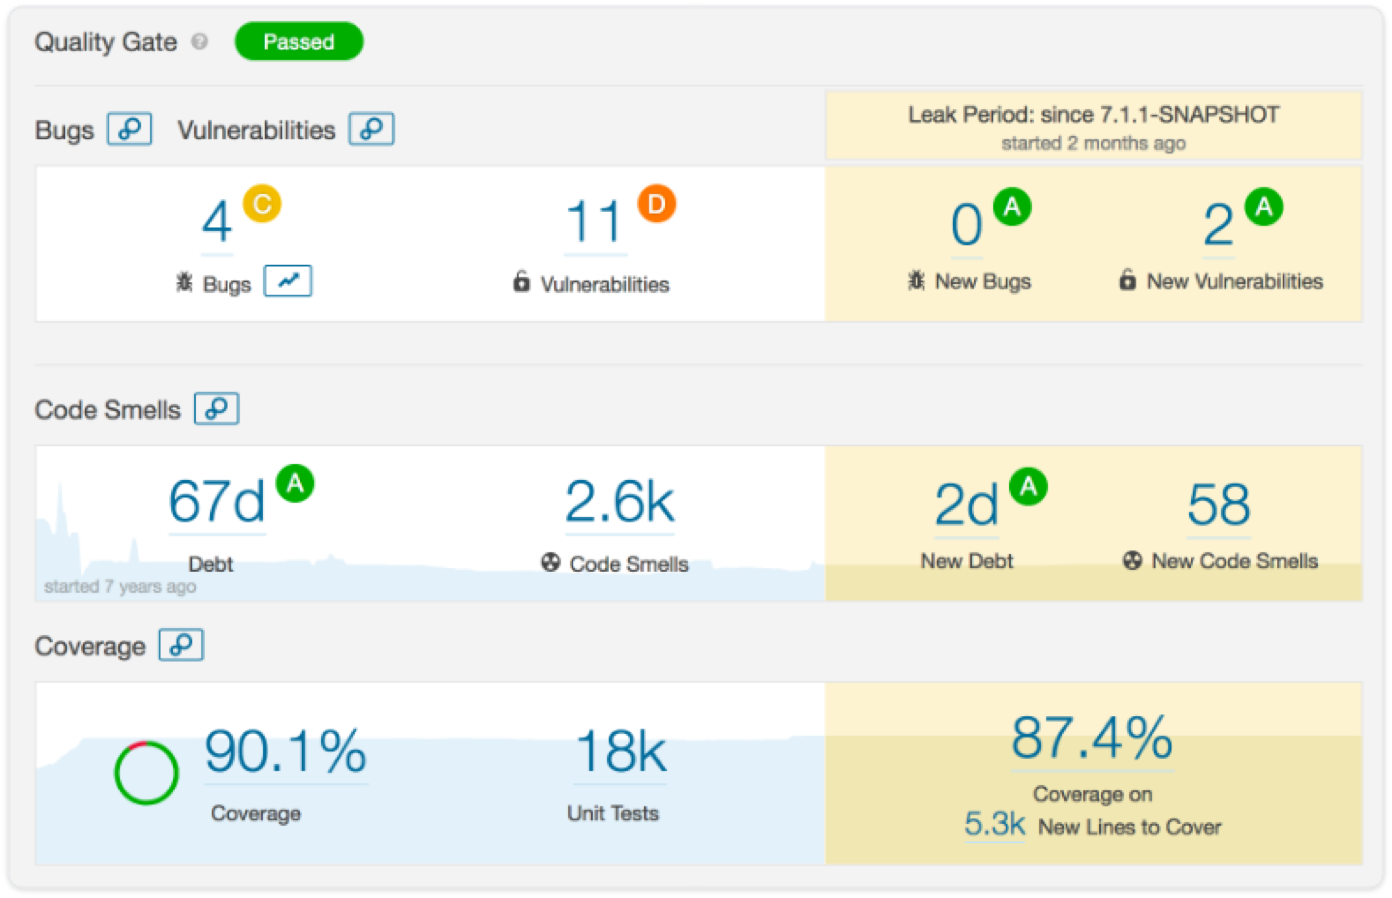 Quality Gate ? Passed
Leak Period: since 7.1.1-SNAPSHOT
started 2 months ago
Bugs Vulnerabilities
4 C
Bugs
11 D
Vulnerabilities
0 A
New Bugs
2 A
New Vulnerabilities
Code Smells
67d A
Debt
started 7 years ago
2.6k
Code Smells
2d A
New Debt
58
New Code Smells
Coverage
90.1%
Coverage
18k
Unit Tests
87.4%
Coverage on
5.3k New Lines to Cover